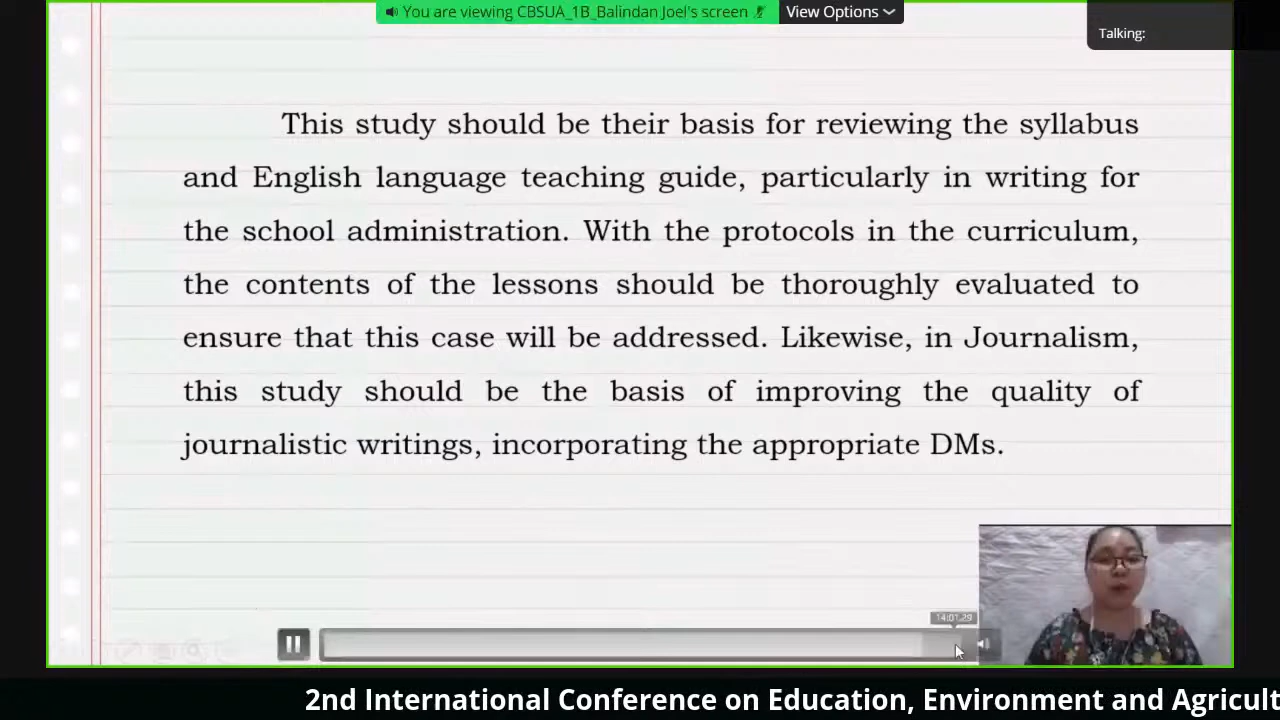 You are viewing CBSUA_1B_Balindan Joel's screen
View Options
Talking:
This study should be their basis for reviewing the syllabus
and English language teaching guide, particularly in writing for
the school administration. With the protocols in the curriculum,
the contents of the lessons should be thoroughly evaluated to
ensure that this case will be addressed. Likewise, in Journalism,
this study should be the basis of improving the quality of
journalistic writings, incorporating the appropriate DMs.
14:01.29
2nd International Conference on Education, Environment and Agricult